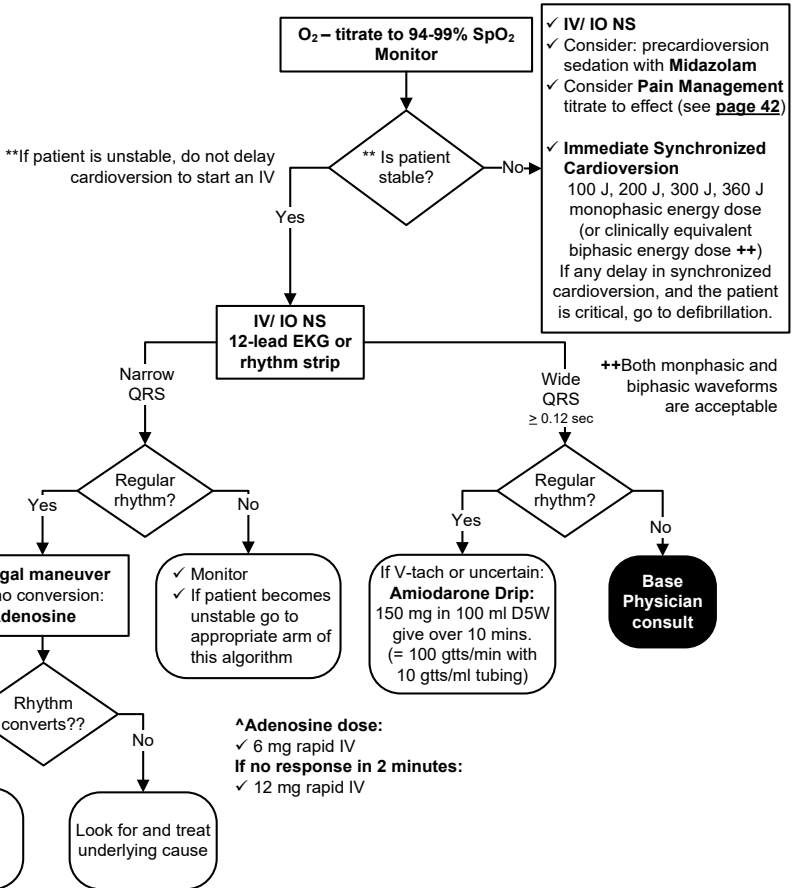 O₂ – titrate to 94-99% SpO₂
Monitor
✓ IV/ IO NS
✓ Consider: precardioversion
sedation with Midazolam
✓ Consider Pain Management
titrate to effect (see page 42)
✓ Immediate Synchronized
Cardioversion
100 J, 200 J, 300 J, 360 J
monophasic energy dose
(or clinically equivalent
biphasic energy dose ++)
If any delay in synchronized
cardioversion, and the patient
is critical, go to defibrillation.
**If patient is unstable, do not delay
cardioversion to start an IV
** Is patient
stable?
No
Yes
IV/ IO NS
12-lead EKG or
rhythm strip
++Both monphasic and
biphasic waveforms
are acceptable
Narrow
QRS
Wide
QRS
≥ 0.12 sec
Regular
rhythm?
Yes
No
Regular
rhythm?
Yes
No
gal maneuver
no conversion:
denosine
✓ Monitor
✓ If patient becomes
unstable go to
appropriate arm of
this algorithm
If V-tach or uncertain:
Amiodarone Drip:
150 mg in 100 ml D5W
give over 10 mins.
(= 100 gtts/min with
10 gtts/ml tubing)
Base
Physician
consult
Rhythm
converts??
No
^Adenosine dose:
✓ 6 mg rapid IV
If no response in 2 minutes:
✓ 12 mg rapid IV
Look for and treat
underlying cause